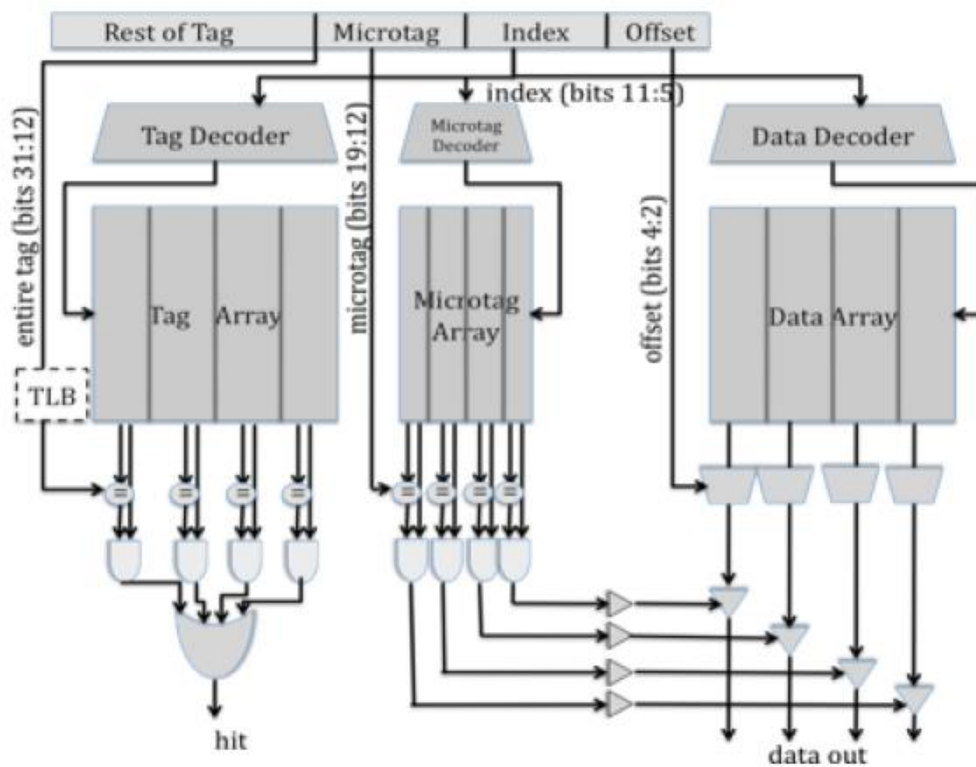 Rest of Tag Microtag Index Offset
index (bits 11:5)
Tag Decoder
Microtag
Decoder
Data Decoder
entire tag (bits 31:12)
microtag (bits 19:12)
offset (bits 4:2)
Tag Array
Microtag
Array
Data Array
TLB
=
=
=
=
=
=
=
=
hit
data out